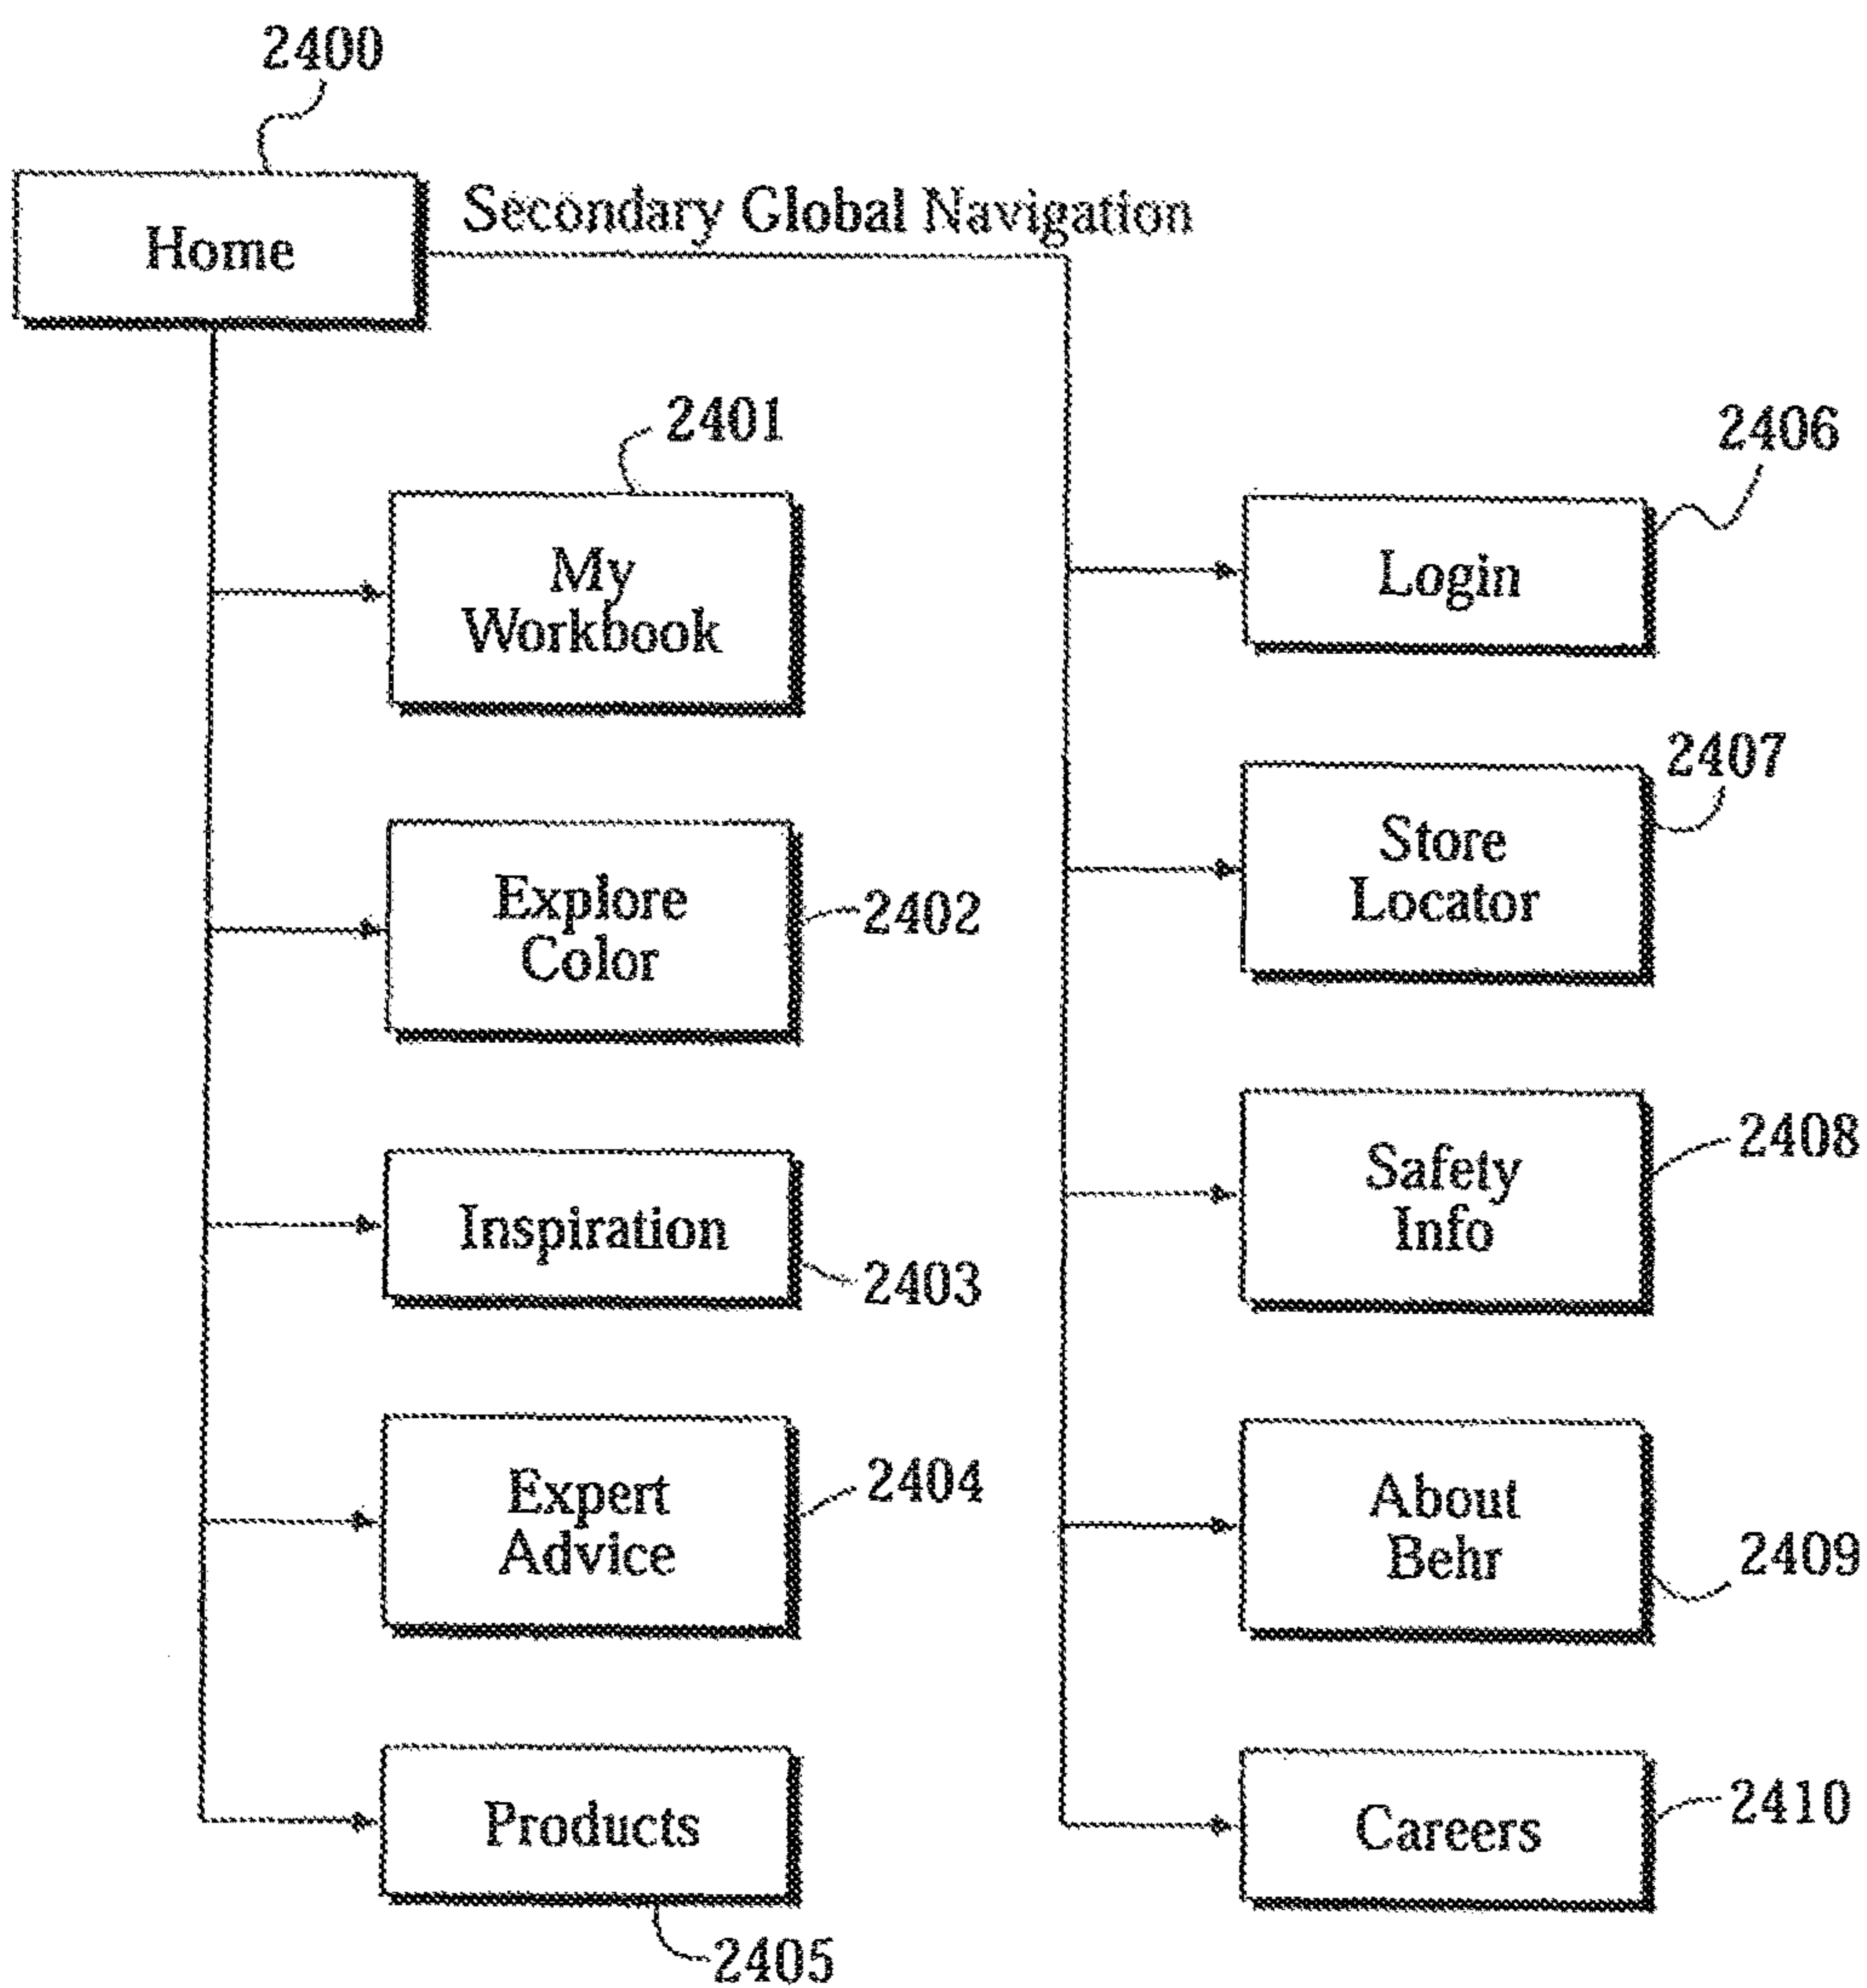 2400
Home
Secondary Global Navigation
2401
My
Workbook
Explore
Color
2402
Inspiration
2403
Expert
Advice
2404
Products
2405
2406
Login
2407
Store
Locator
Safety
Info
2408
About
Behr
2409
Careers
2410